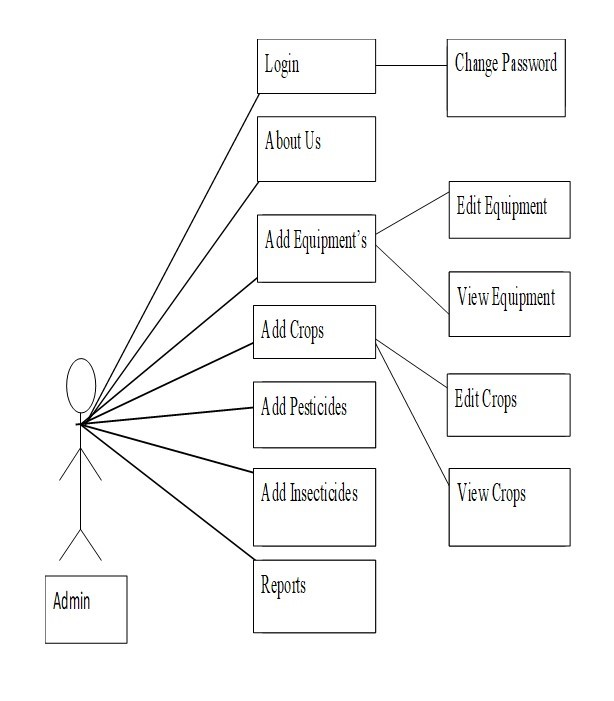 Login
Change Password
About Us
Edit Equipment
Add Equipment's
View Equipment
Add Crops
Edit Crops
Add Pesticides
Add Insecticides
View Crops
Reports
Admin